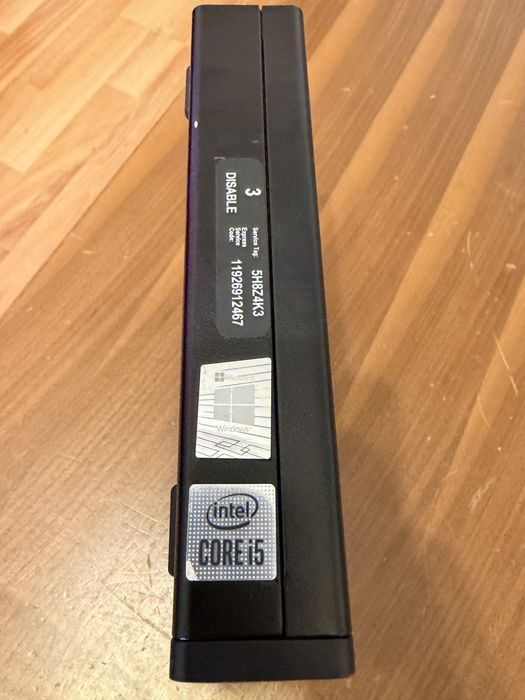 3
DISABLE
Service Tag: 5H8Z4K3
Express
Service
Code: 11926912467
Microsoft
Windows
intel
CORE i5